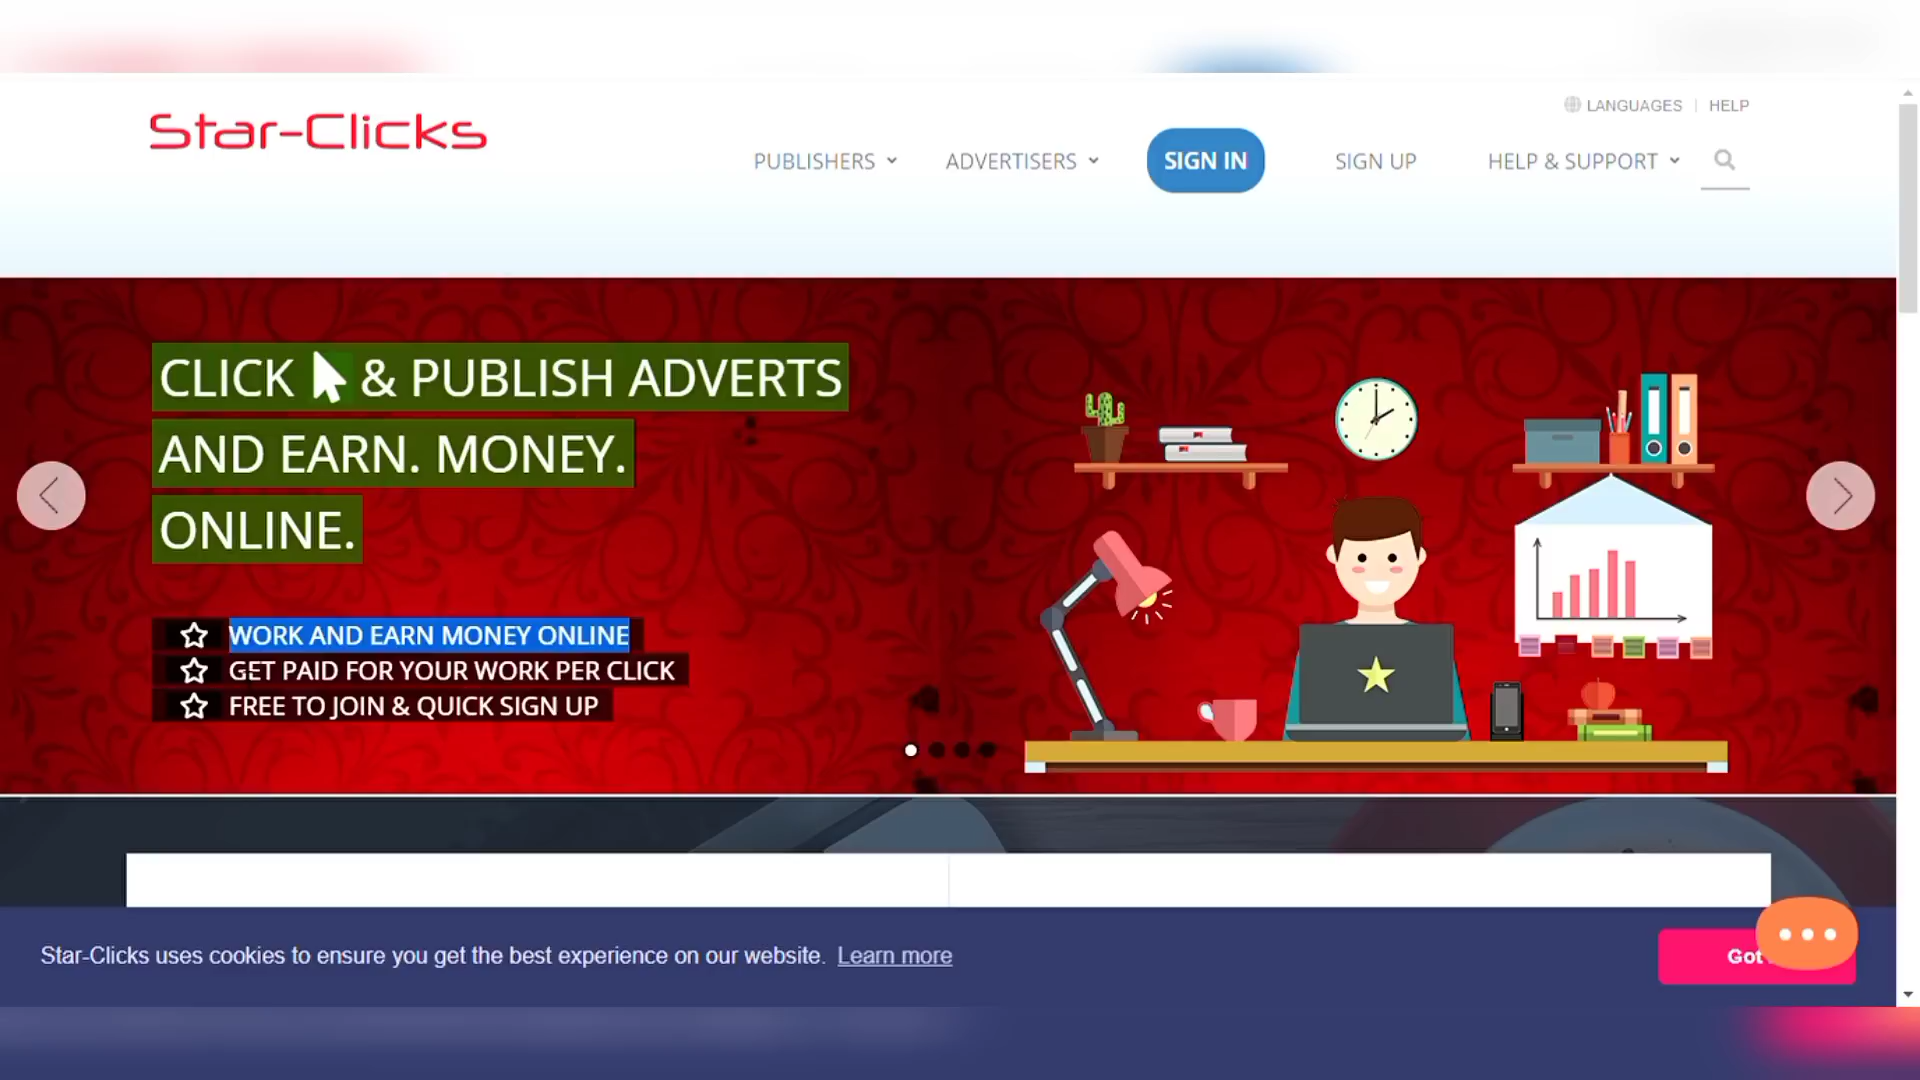 LANGUAGES | HELP
Star-Clicks
PUBLISHERS ADVERTISERS SIGN IN SIGN UP HELP & SUPPORT
CLICK & PUBLISH ADVERTS
AND EARN. MONEY.
ONLINE.
WORK AND EARN MONEY ONLINE
GET PAID FOR YOUR WORK PER CLICK
FREE TO JOIN & QUICK SIGN UP
Star-Clicks uses cookies to ensure you get the best experience on our website. Learn more
Got